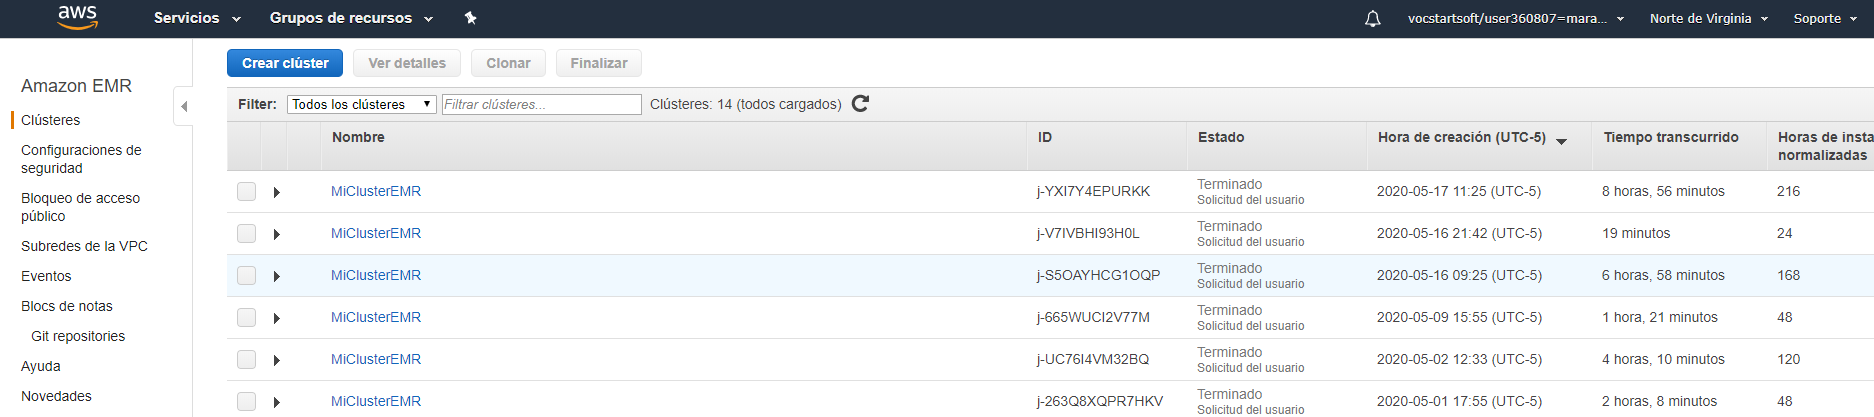 aws Servicios Grupos de recursos vocstartsoft/user360807=mara... Norte de Virginia Soporte
Amazon EMR
Clústeres
Configuraciones de
seguridad
Bloqueo de acceso
público
Subredes de la VPC
Eventos
Blocs de notas
Git repositories
Ayuda
Novedades
Crear clúster Ver detalles Clonar Finalizar
Filter: Todos los clústeres Filtrar clústeres... Clústeres: 14 (todos cargados)
Nombre ID Estado Hora de creación (UTC-5) Tiempo transcurrido Horas de insta
normalizadas
MiClusterEMR j-YXI7Y4EPURKK Terminado 2020-05-17 11:25 (UTC-5) 8 horas, 56 minutos 216
Solicitud del usuario
MiClusterEMR j-V7IVBHI93H0L Terminado 2020-05-16 21:42 (UTC-5) 19 minutos 24
Solicitud del usuario
MiClusterEMR j-S5OAYHCG1OQP Terminado 2020-05-16 09:25 (UTC-5) 6 horas, 58 minutos 168
Solicitud del usuario
MiClusterEMR j-665WUCI2V77M Terminado 2020-05-09 15:55 (UTC-5) 1 hora, 21 minutos 48
Solicitud del usuario
MiClusterEMR j-UC76I4VM32BQ Terminado 2020-05-02 12:33 (UTC-5) 4 horas, 10 minutos 120
Solicitud del usuario
MiClusterEMR j-263Q8XQPR7HKV Terminado 2020-05-01 17:55 (UTC-5) 2 horas, 8 minutos 48
Solicitud del usuario